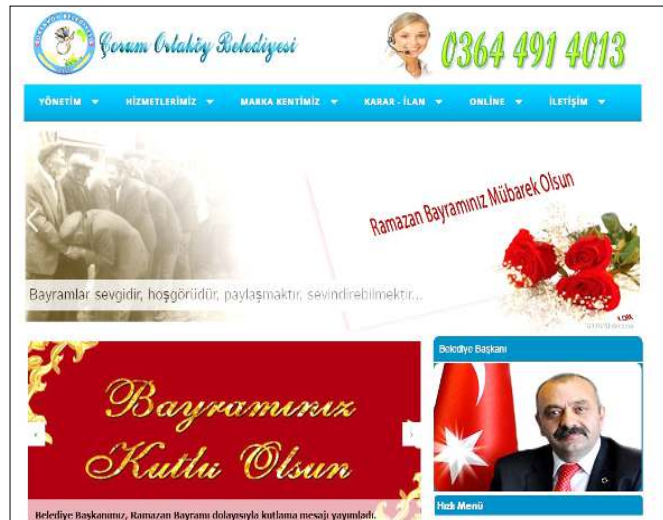 Çorum Ortaköy Belediyesi
0364 491 4013
YÖNETİM HİZMETLERİMİZ MARKA KENTİMİZ KARAR - İLAN ONLİNE İLETİŞİM
Ramazan Bayramınız Mübarek Olsun
Bayramlar sevgidir, hoşgörüdür, paylaşmaktır, sevindirebilmektir...
Belediye Başkanı
Bayramınız
Kutlu Olsun
Hızlı Menü
Belediye Başkanımız, Ramazan Bayramı dolayısıyla kutlama mesajı yayımladı.